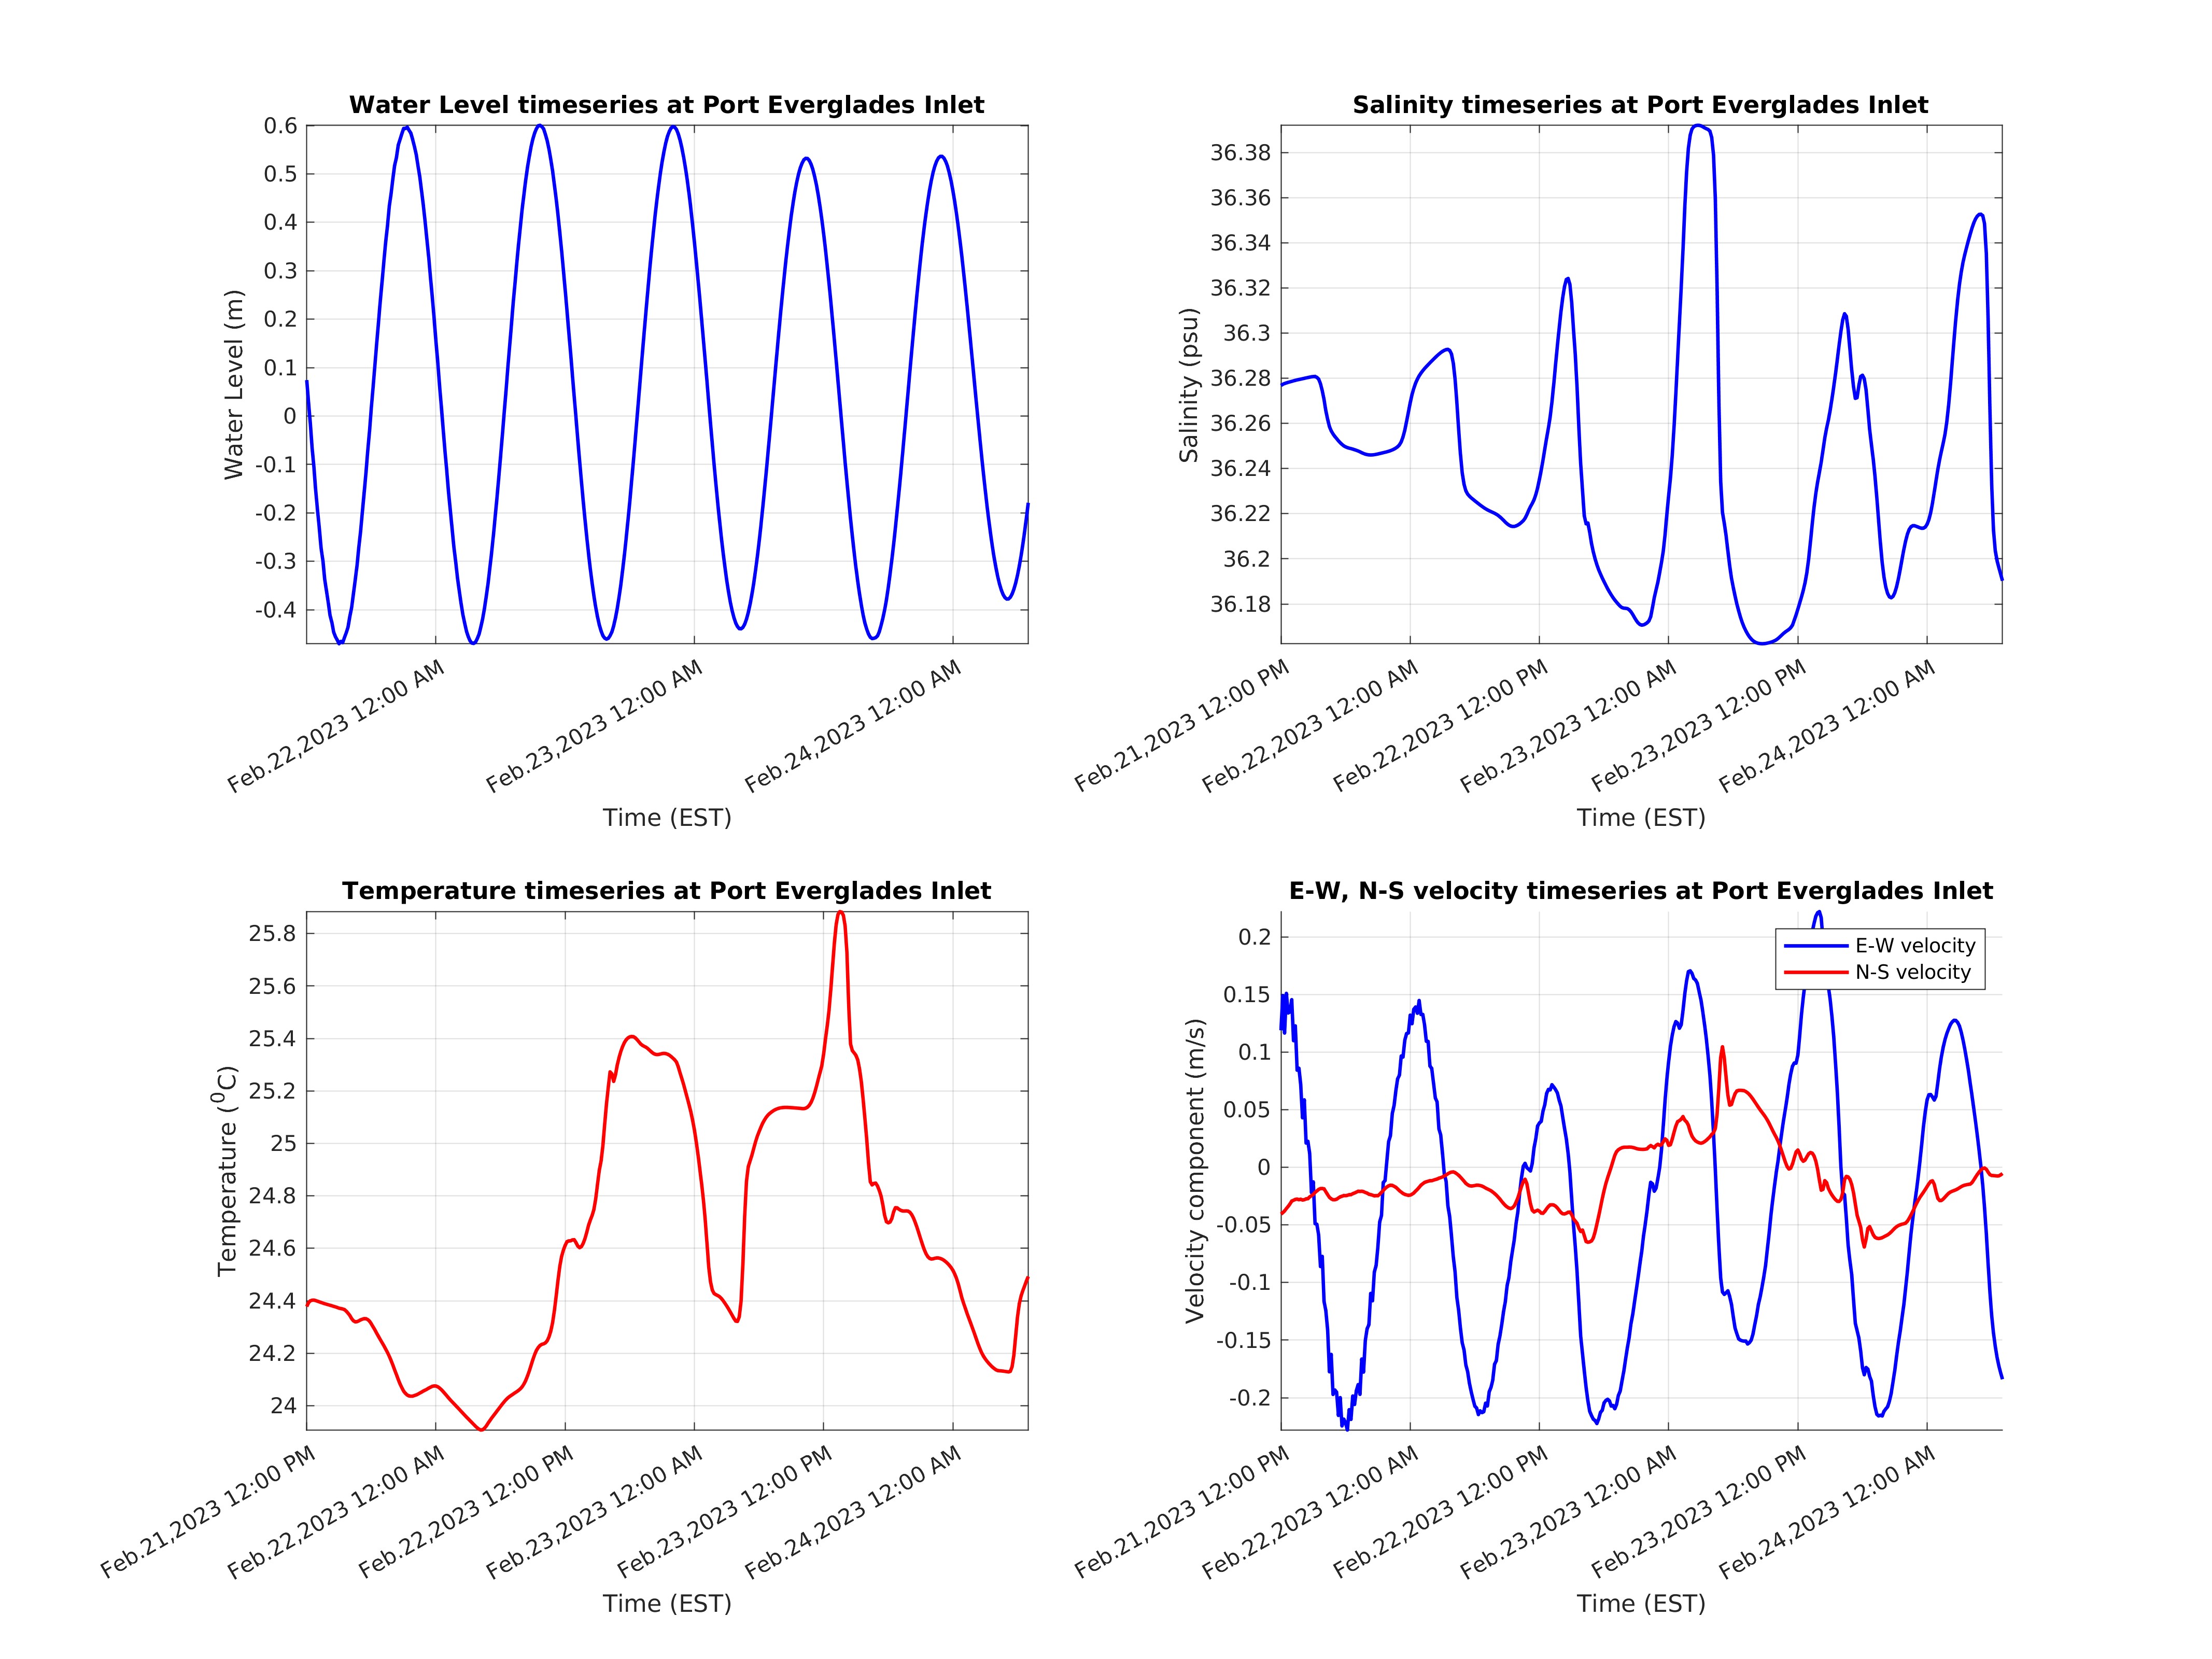 Water Level timeseries at Port Everglades Inlet
Water Level (m)
0.6
0.5
0.4
0.3
0.2
0.1
0
-0.1
-0.2
-0.3
-0.4
Feb.22,2023 12:00 AM
Feb.23,2023 12:00 AM
Feb.24,2023 12:00 AM
Time (EST)
Salinity timeseries at Port Everglades Inlet
Salinity (psu)
36.38
36.36
36.34
36.32
36.3
36.28
36.26
36.24
36.22
36.2
36.18
Feb.21,2023 12:00 PM
Feb.22,2023 12:00 AM
Feb.22,2023 12:00 PM
Feb.23,2023 12:00 AM
Feb.23,2023 12:00 PM
Feb.24,2023 12:00 AM
Time (EST)
Temperature timeseries at Port Everglades Inlet
Temperature (⁰C)
25.8
25.6
25.4
25.2
25
24.8
24.6
24.4
24.2
24
Feb.21,2023 12:00 PM
Feb.22,2023 12:00 AM
Feb.22,2023 12:00 PM
Feb.23,2023 12:00 AM
Feb.23,2023 12:00 PM
Feb.24,2023 12:00 AM
Time (EST)
E-W, N-S velocity timeseries at Port Everglades Inlet
Velocity component (m/s)
0.2
0.15
0.1
0.05
0
-0.05
-0.1
-0.15
-0.2
E-W velocity
N-S velocity
Feb.21,2023 12:00 PM
Feb.22,2023 12:00 AM
Feb.22,2023 12:00 PM
Feb.23,2023 12:00 AM
Feb.23,2023 12:00 PM
Feb.24,2023 12:00 AM
Time (EST)